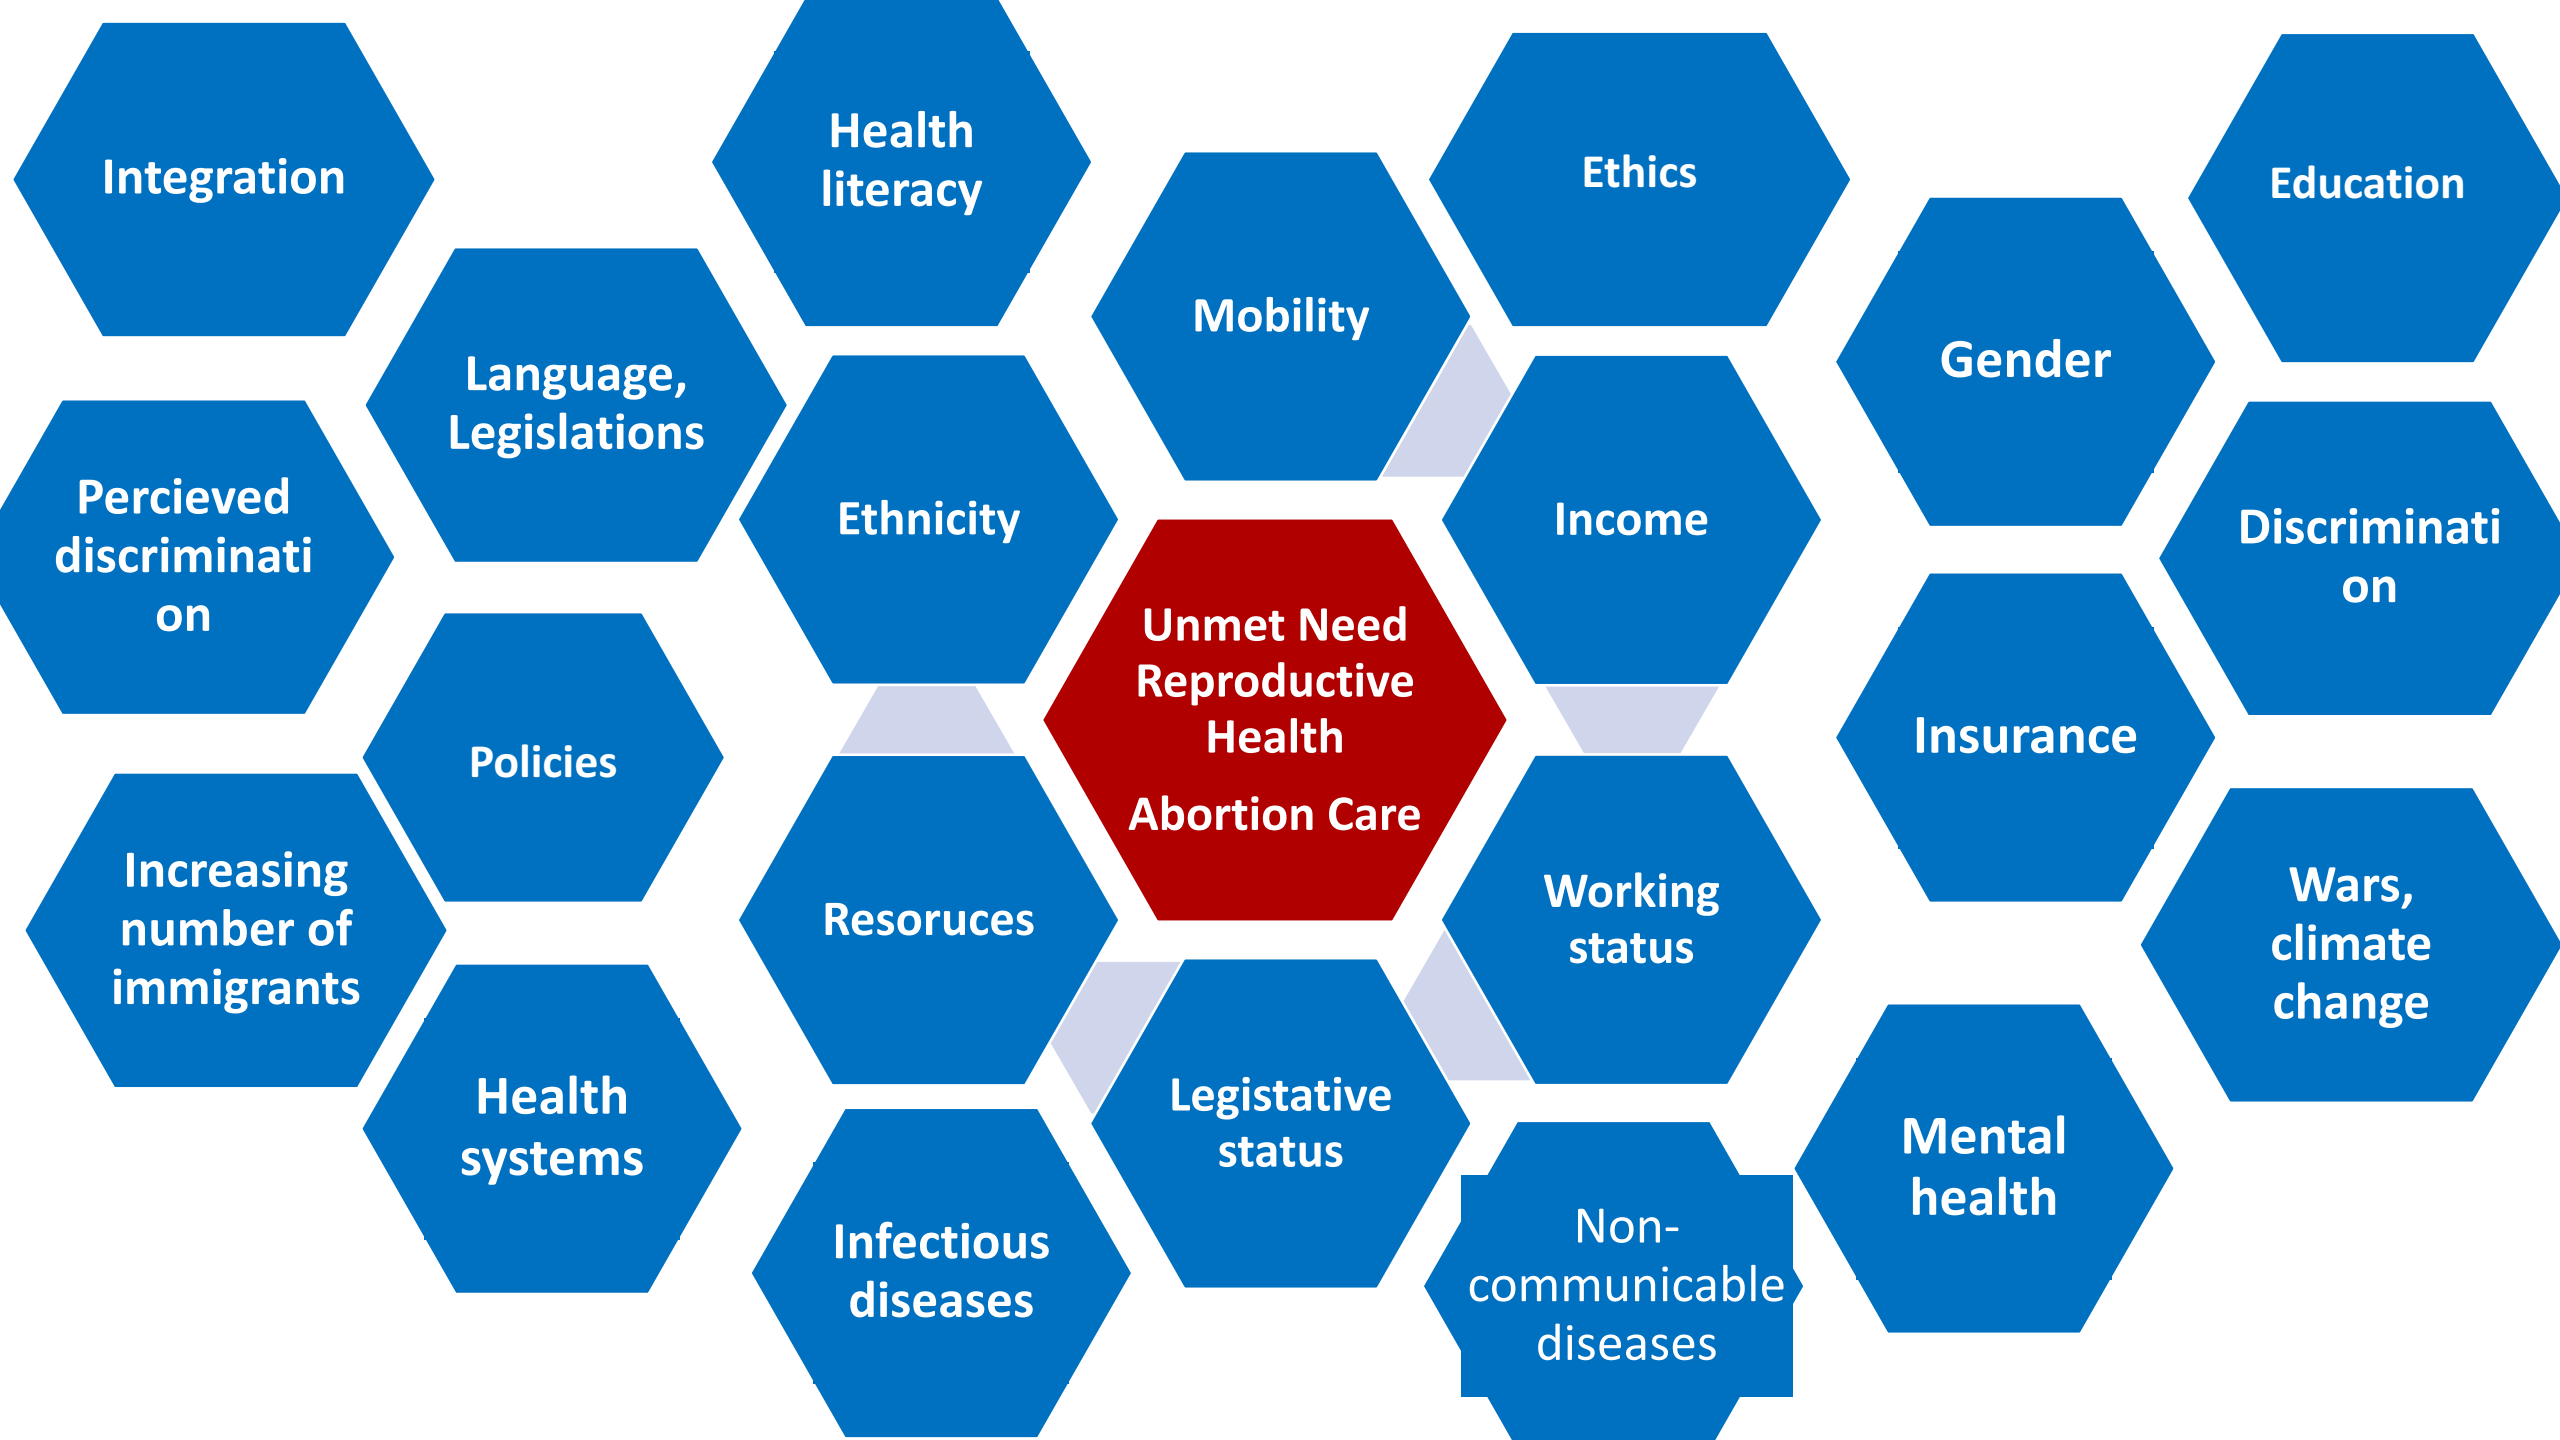 Integration
Health
literacy
Ethics
Education
Mobility
Gender
Language,
Legislations
Percieved
discriminati
on
Ethnicity
Income
Discriminati
on
Unmet Need
Reproductive
Health
Abortion Care
Policies
Insurance
Increasing
number of
immigrants
Resoruces
Working
status
Wars,
climate
change
Health
systems
Legistative
status
Mental
health
Infectious
diseases
Non-
communicable
diseases